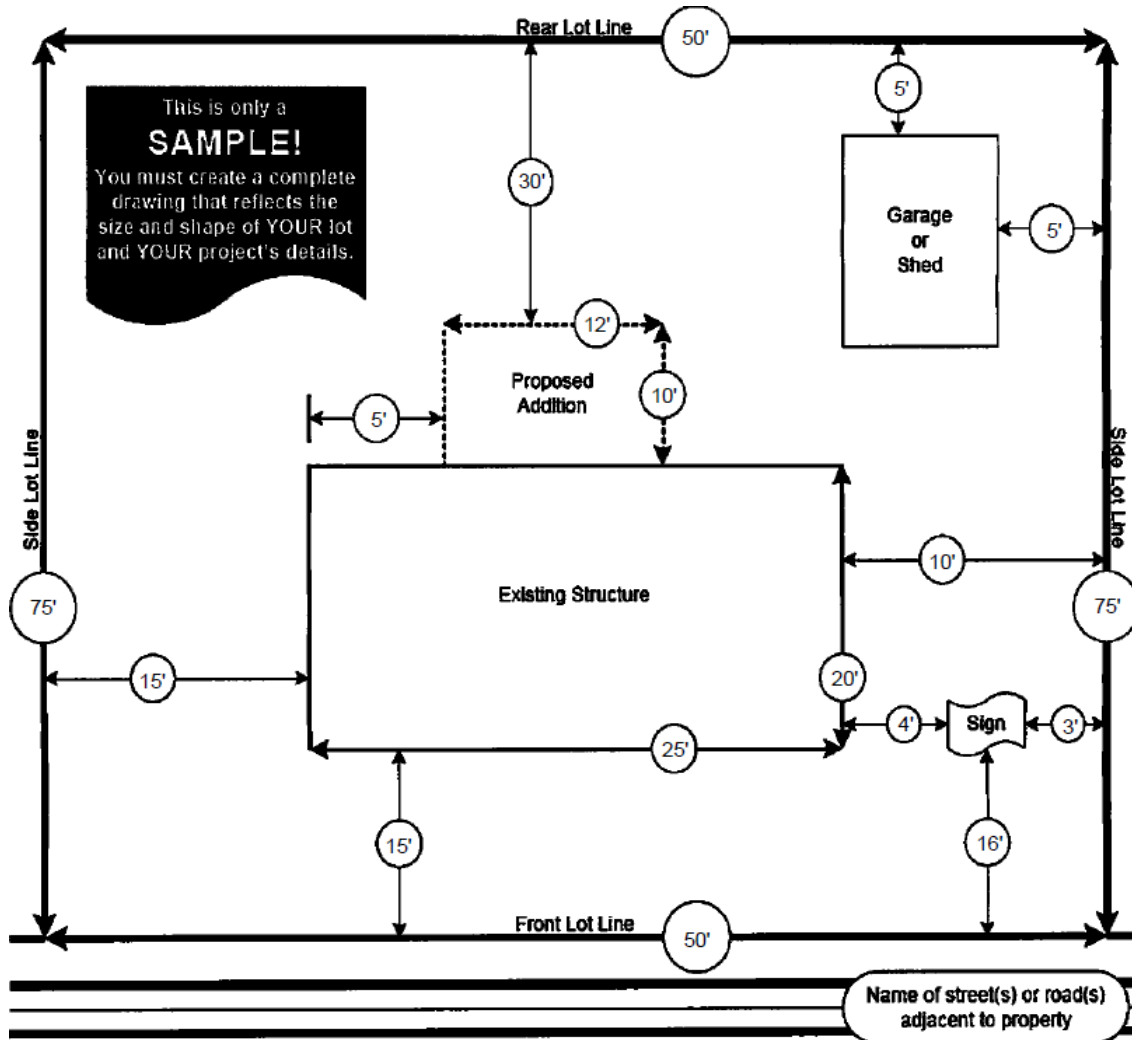 Rear Lot Line
50'
5'
This is only a
SAMPLE!
You must create a complete
drawing that reflects the
size and shape of YOUR lot
and YOUR project's details.
30'
Garage
or
Shed
5'
12'
Proposed
Addition
10'
5'
Side Lot Line
Side Lot Line
10'
Existing Structure
75'
75'
15'
20'
4'
Sign
3'
25'
15'
16'
Front Lot Line
50'
Name of street(s) or road(s)
adjacent to property